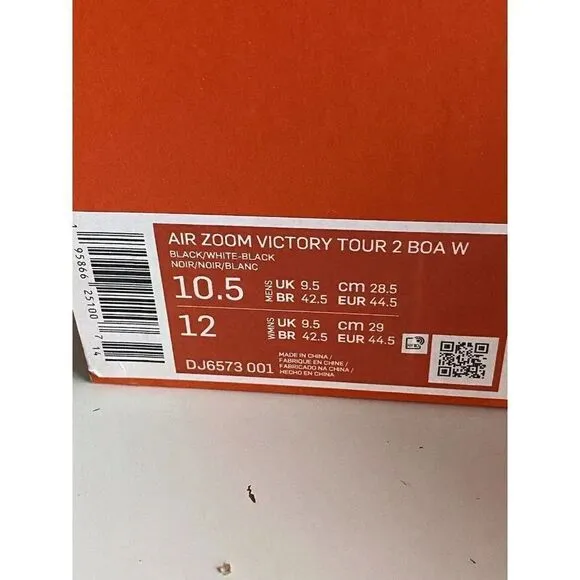 AIR ZOOM VICTORY TOUR 2 BOA W
BLACK/WHITE-BLACK
NOIR/NOIR/BLANC
10.5 MENS UK 9.5 CM 28.5
BR 42.5 EUR 44.5
12 WMNS UK 9.5 CM 29
BR 42.5 EUR 44.5
DJ6573 001
MADE IN CHINA /
FABRIQUE EN CHINE /
FABRICADO NA CHINA /
HECHO EN CHINA
1 95866 25100 7 14